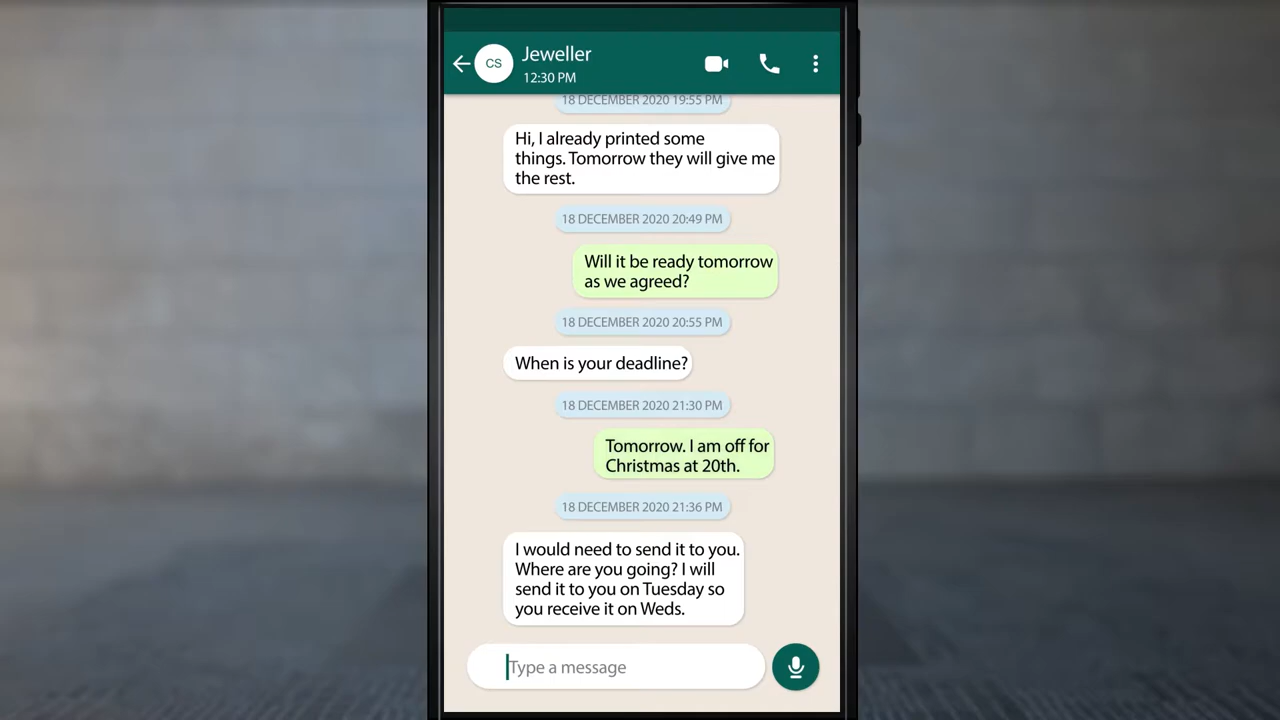 CS
Jeweller
12:30 PM
18 DECEMBER 2020 19:55 PM
Hi, I already printed some
things. Tomorrow they will give me
the rest.
18 DECEMBER 2020 20:49 PM
Will it be ready tomorrow
as we agreed?
18 DECEMBER 2020 20:55 PM
When is your deadline?
18 DECEMBER 2020 21:30 PM
Tomorrow. I am off for
Christmas at 20th.
18 DECEMBER 2020 21:36 PM
I would need to send it to you.
Where are you going? I will
send it to you on Tuesday so
you receive it on Weds.
Type a message